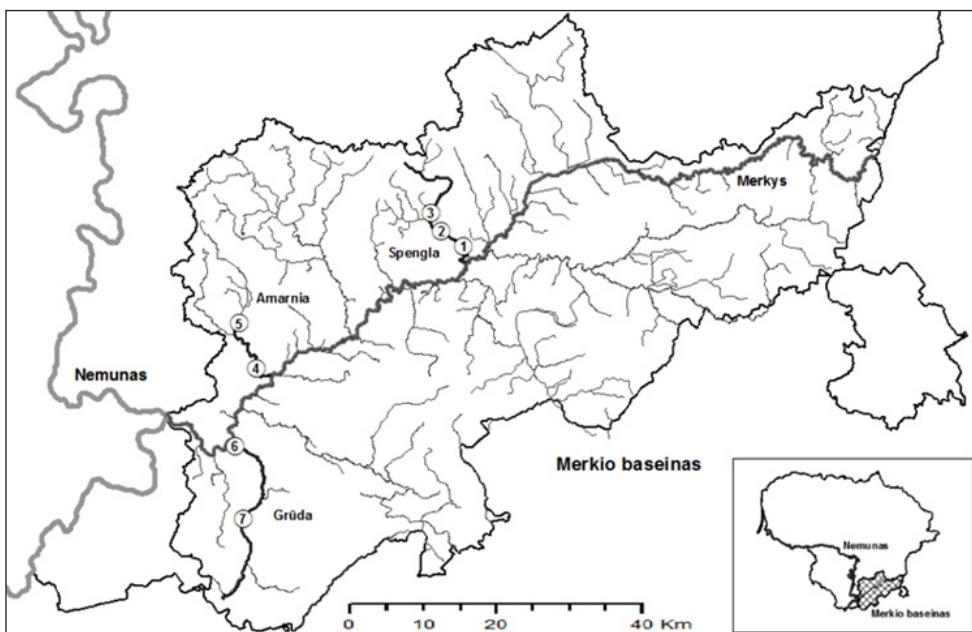 Merkys
3
2
1
Spengla
Amarnia
5
Nemunas
4
6
Merkio baseinas
7
Grūda
0 10 20 40 Km
Nemunas
Merkio baseinas